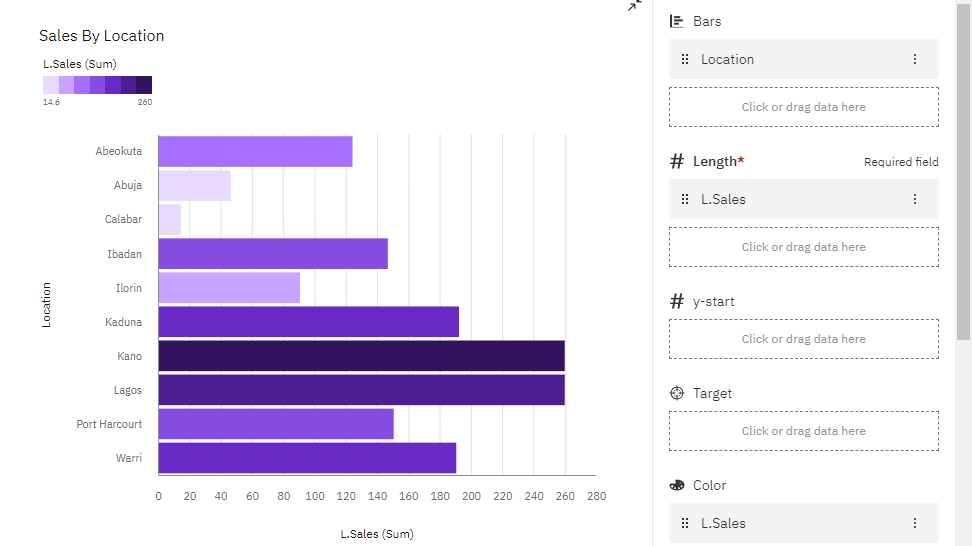 Sales By Location
L.Sales (Sum)
14.6 260
Abeokuta
Abuja
Calabar
Ibadan
Ilorin
Kaduna
Kano
Lagos
Port Harcourt
Warri
Location
0 20 40 60 80 100 120 140 160 180 200 220 240 260 280
L.Sales (Sum)
Bars
Location
Click or drag data here
# Length* Required field
L.Sales
Click or drag data here
# y-start
Click or drag data here
Target
Click or drag data here
Color
L.Sales